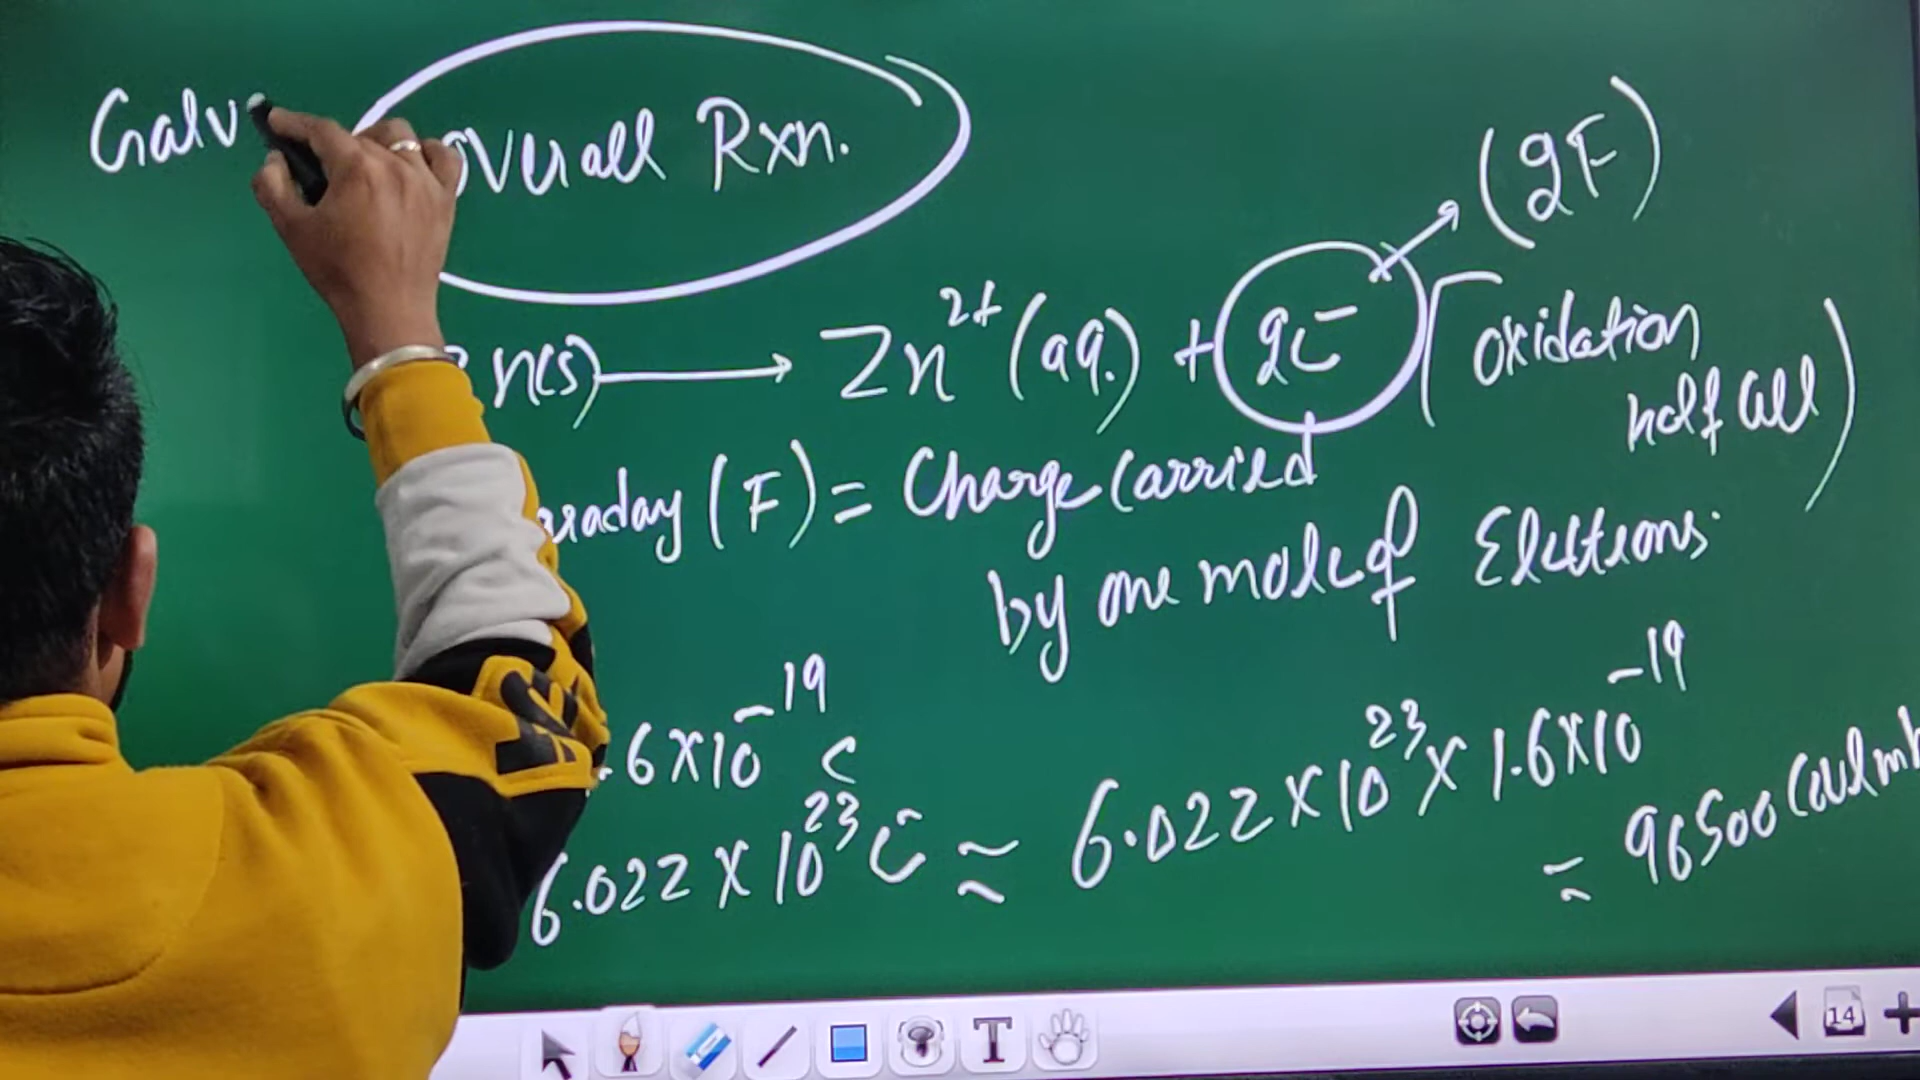 Galv
overall Rxn.
(2F)
n(s) → Zn²⁺(aq.) + 2e⁻ (oxidation
half cell)
araday (F) = Charge Carried
by one mole of Electrons.
.6×10⁻¹⁹ C
6.022×10²³ e⁻ = 6.022×10²³×1.6×10⁻¹⁹
= 96500 Coulmb
T
14